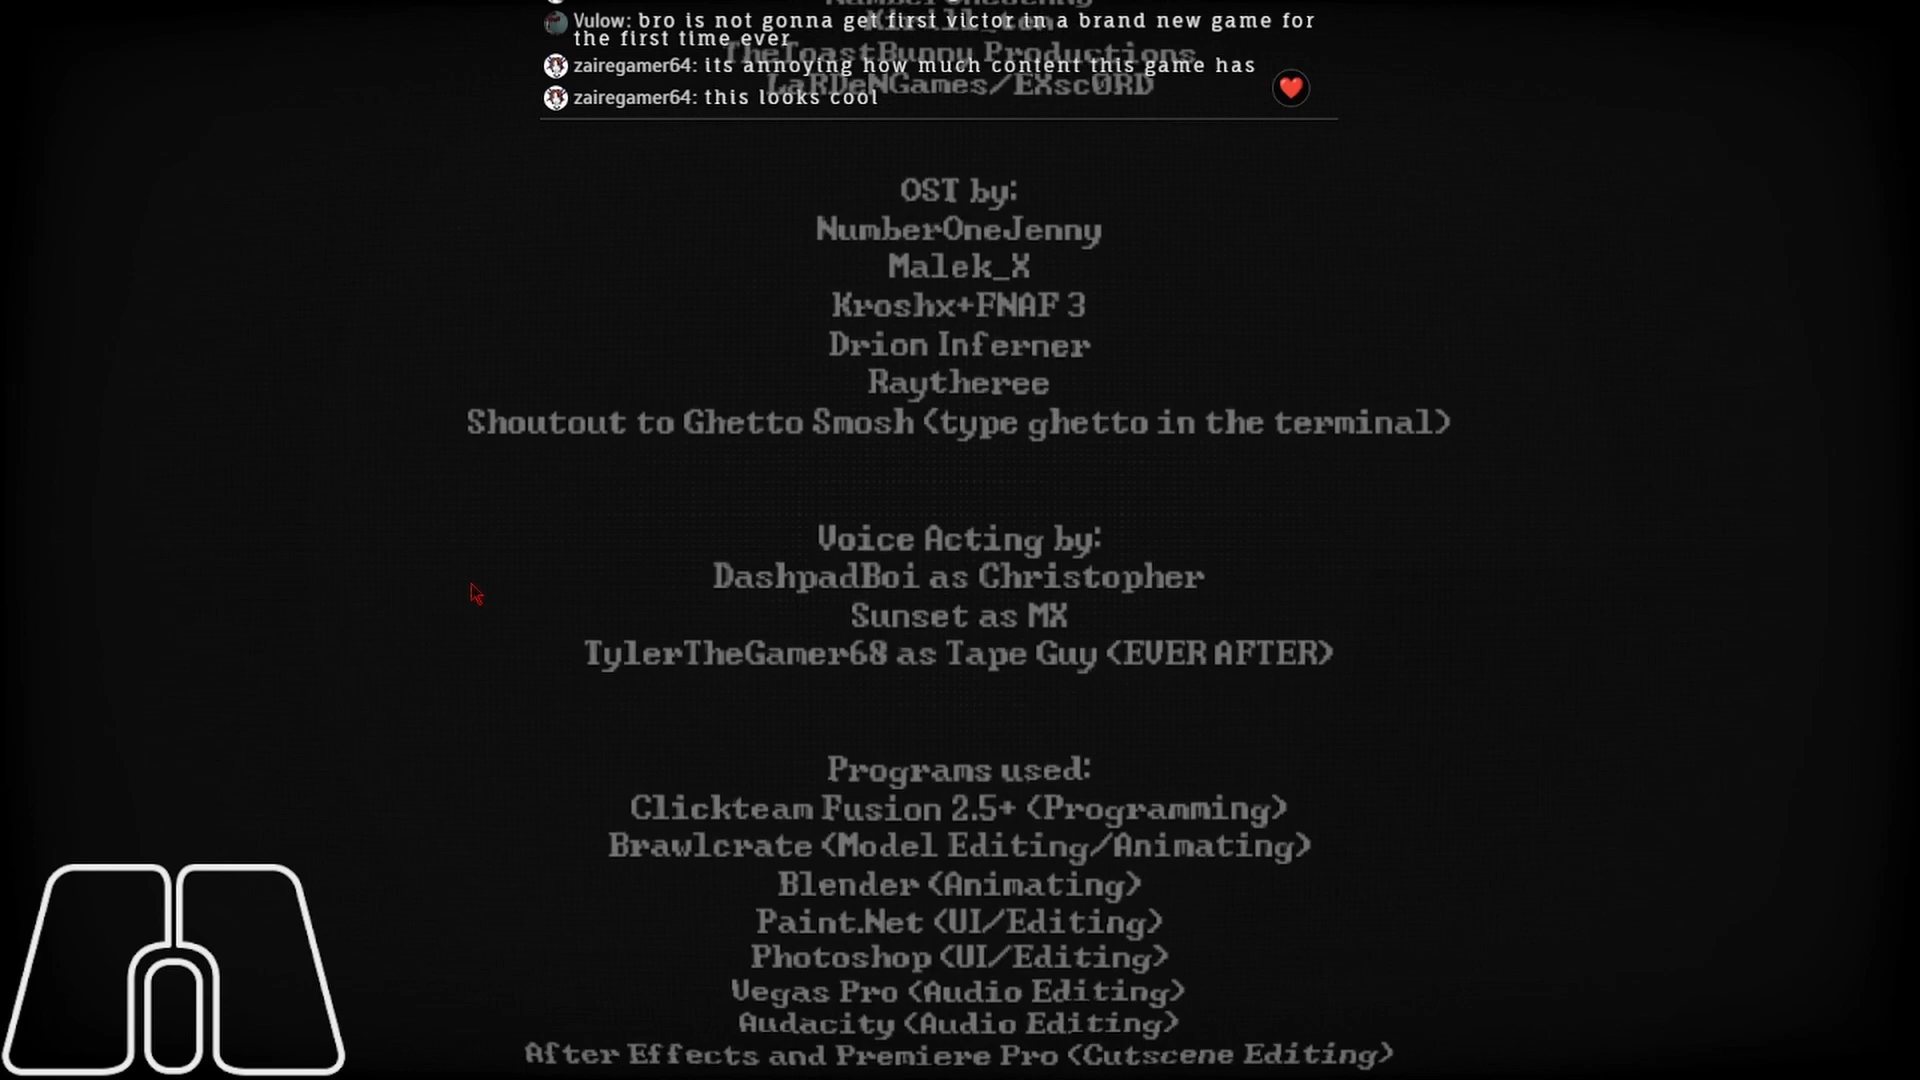 Vulow: bro is not gonna get first victor in a brand new game for
the first time ever
TheToastBunny Productions
zairegamer64: its annoying how much content this game has
LaRDeNGames/EXsc0RD
zairegamer64: this looks cool
OST by:
NumberOneJenny
Malek_X
Kroshx+FNAF 3
Drion Inferner
Raytheree
Shoutout to Ghetto Smosh (type ghetto in the terminal)
Voice Acting by:
DashpadBoi as Christopher
Sunset as MX
TylerTheGamer68 as Tape Guy (EVER AFTER)
Programs used:
Clickteam Fusion 2.5+ (Programming)
Brawlcrate (Model Editing/Animating)
Blender (Animating)
Paint.Net (UI/Editing)
Photoshop (UI/Editing)
Vegas Pro (Audio Editing)
Audacity (Audio Editing)
After Effects and Premiere Pro (Cutscene Editing)